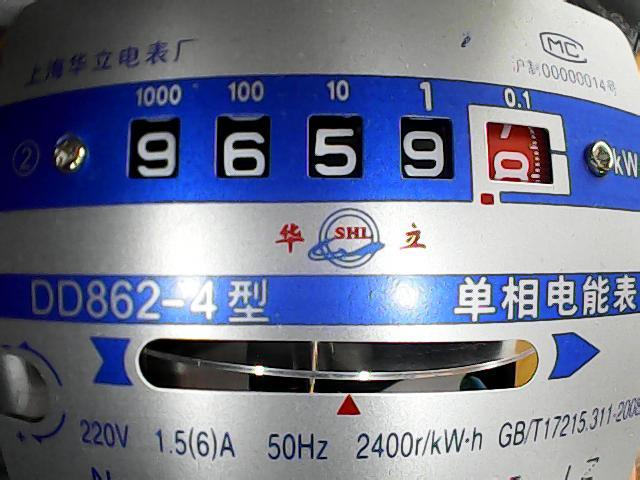 上海华立电表厂
MC
沪制00000014号
1000 100 10 1 0.1
② 9 6 5 9 kW
华 SHL 立
DD862-4型 单相电能表
220V 1.5(6)A 50Hz 2400r/kW·h GB/T17215.311-2008